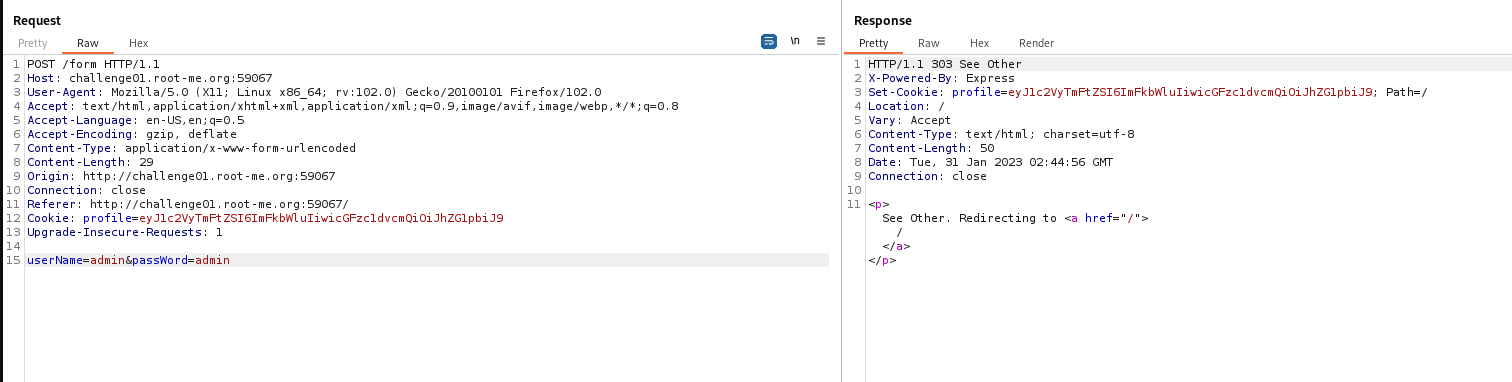 Request
Pretty Raw Hex
\n
1 POST /form HTTP/1.1
2 Host: challenge01.root-me.org:59067
3 User-Agent: Mozilla/5.0 (X11; Linux x86_64; rv:102.0) Gecko/20100101 Firefox/102.0
4 Accept: text/html,application/xhtml+xml,application/xml;q=0.9,image/avif,image/webp,*/*;q=0.8
5 Accept-Language: en-US,en;q=0.5
6 Accept-Encoding: gzip, deflate
7 Content-Type: application/x-www-form-urlencoded
8 Content-Length: 29
9 Origin: http://challenge01.root-me.org:59067
10 Connection: close
11 Referer: http://challenge01.root-me.org:59067/
12 Cookie: profile=eyJ1c2VyTmFtZSI6ImFkbWluIiwicGFzc1dvcmQiOiJhZG1pbiJ9
13 Upgrade-Insecure-Requests: 1
14
15 userName=admin&passWord=admin
Response
Pretty Raw Hex Render
1 HTTP/1.1 303 See Other
2 X-Powered-By: Express
3 Set-Cookie: profile=eyJ1c2VyTmFtZSI6ImFkbWluIiwicGFzc1dvcmQiOiJhZG1pbiJ9; Path=/
4 Location: /
5 Vary: Accept
6 Content-Type: text/html; charset=utf-8
7 Content-Length: 50
8 Date: Tue, 31 Jan 2023 02:44:56 GMT
9 Connection: close
10
11 <p>
See Other. Redirecting to <a href="/">
/
</a>
</p>